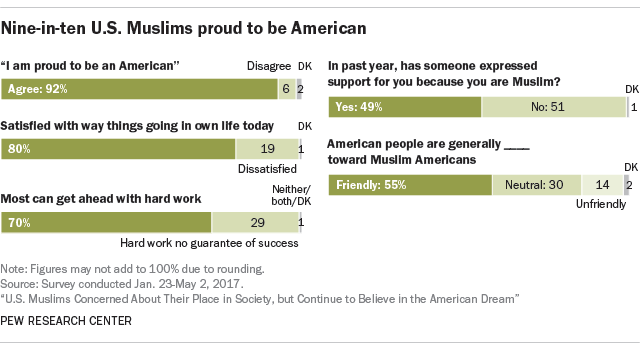 Nine-in-ten U.S. Muslims proud to be American
“I am proud to be an American”
Disagree DK
Agree: 92% 6 2
Satisfied with way things going in own life today DK
80% 19 1
Dissatisfied
Most can get ahead with hard work
Neither/
both/DK
70% 29 1
Hard work no guarantee of success
In past year, has someone expressed
support for you because you are Muslim?
DK
Yes: 49% No: 51 1
American people are generally ____
toward Muslim Americans
DK
Friendly: 55% Neutral: 30 14 2
Unfriendly
Note: Figures may not add to 100% due to rounding.
Source: Survey conducted Jan. 23-May 2, 2017.
“U.S. Muslims Concerned About Their Place in Society, but Continue to Believe in the American Dream”
PEW RESEARCH CENTER